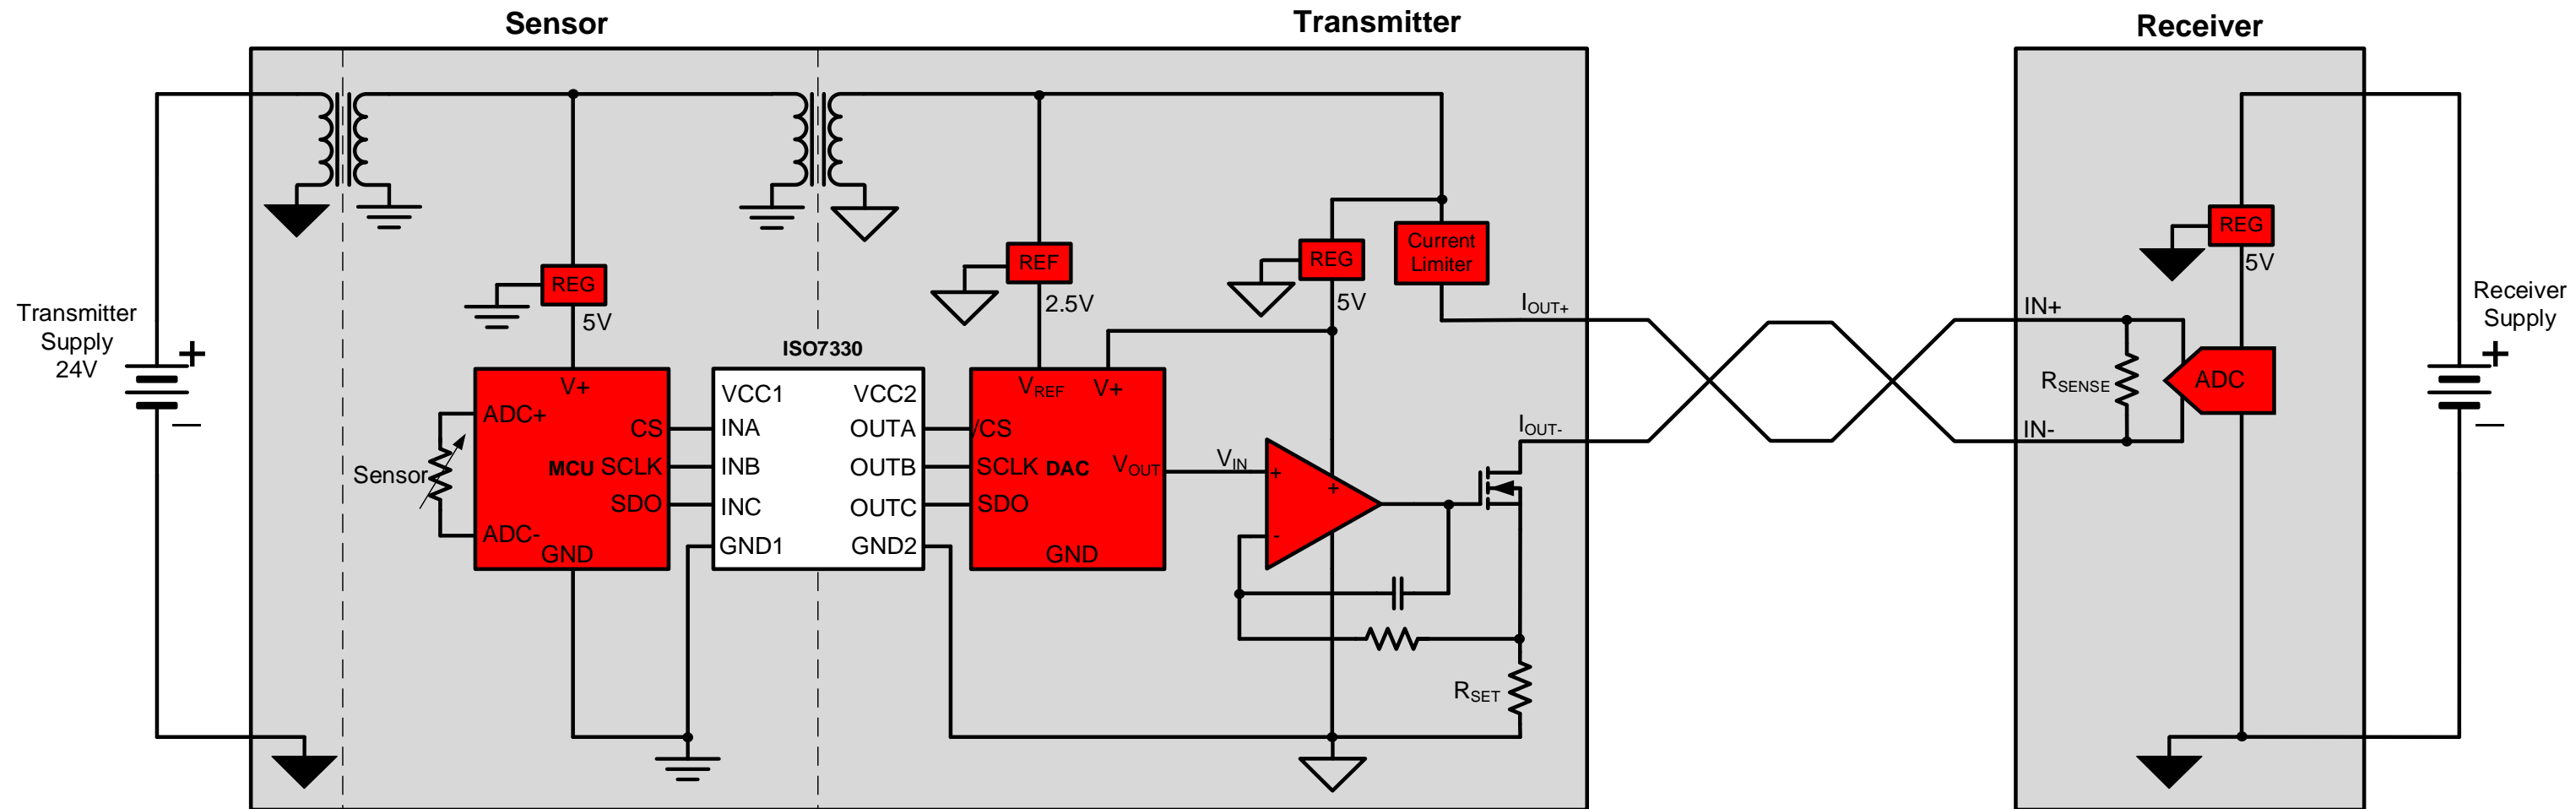 Sensor
Transmitter
Receiver
Transmitter
Supply
24V
+
_
REG
5V
REF
2.5V
REG
5V
Current
Limiter
IOUT+
IOUT-
ISO7330
Sensor
V+
ADC+
ADC-
CS
MCU SCLK
SDO
GND
VCC1
INA
INB
INC
GND1
VCC2
OUTA
OUTB
OUTC
GND2
VREF
V+
/CS
SCLK DAC
VOUT
SDO
GND
VIN
+
-
+
RSET
IN+
IN-
RSENSE
ADC
REG
5V
Receiver
Supply
+
_